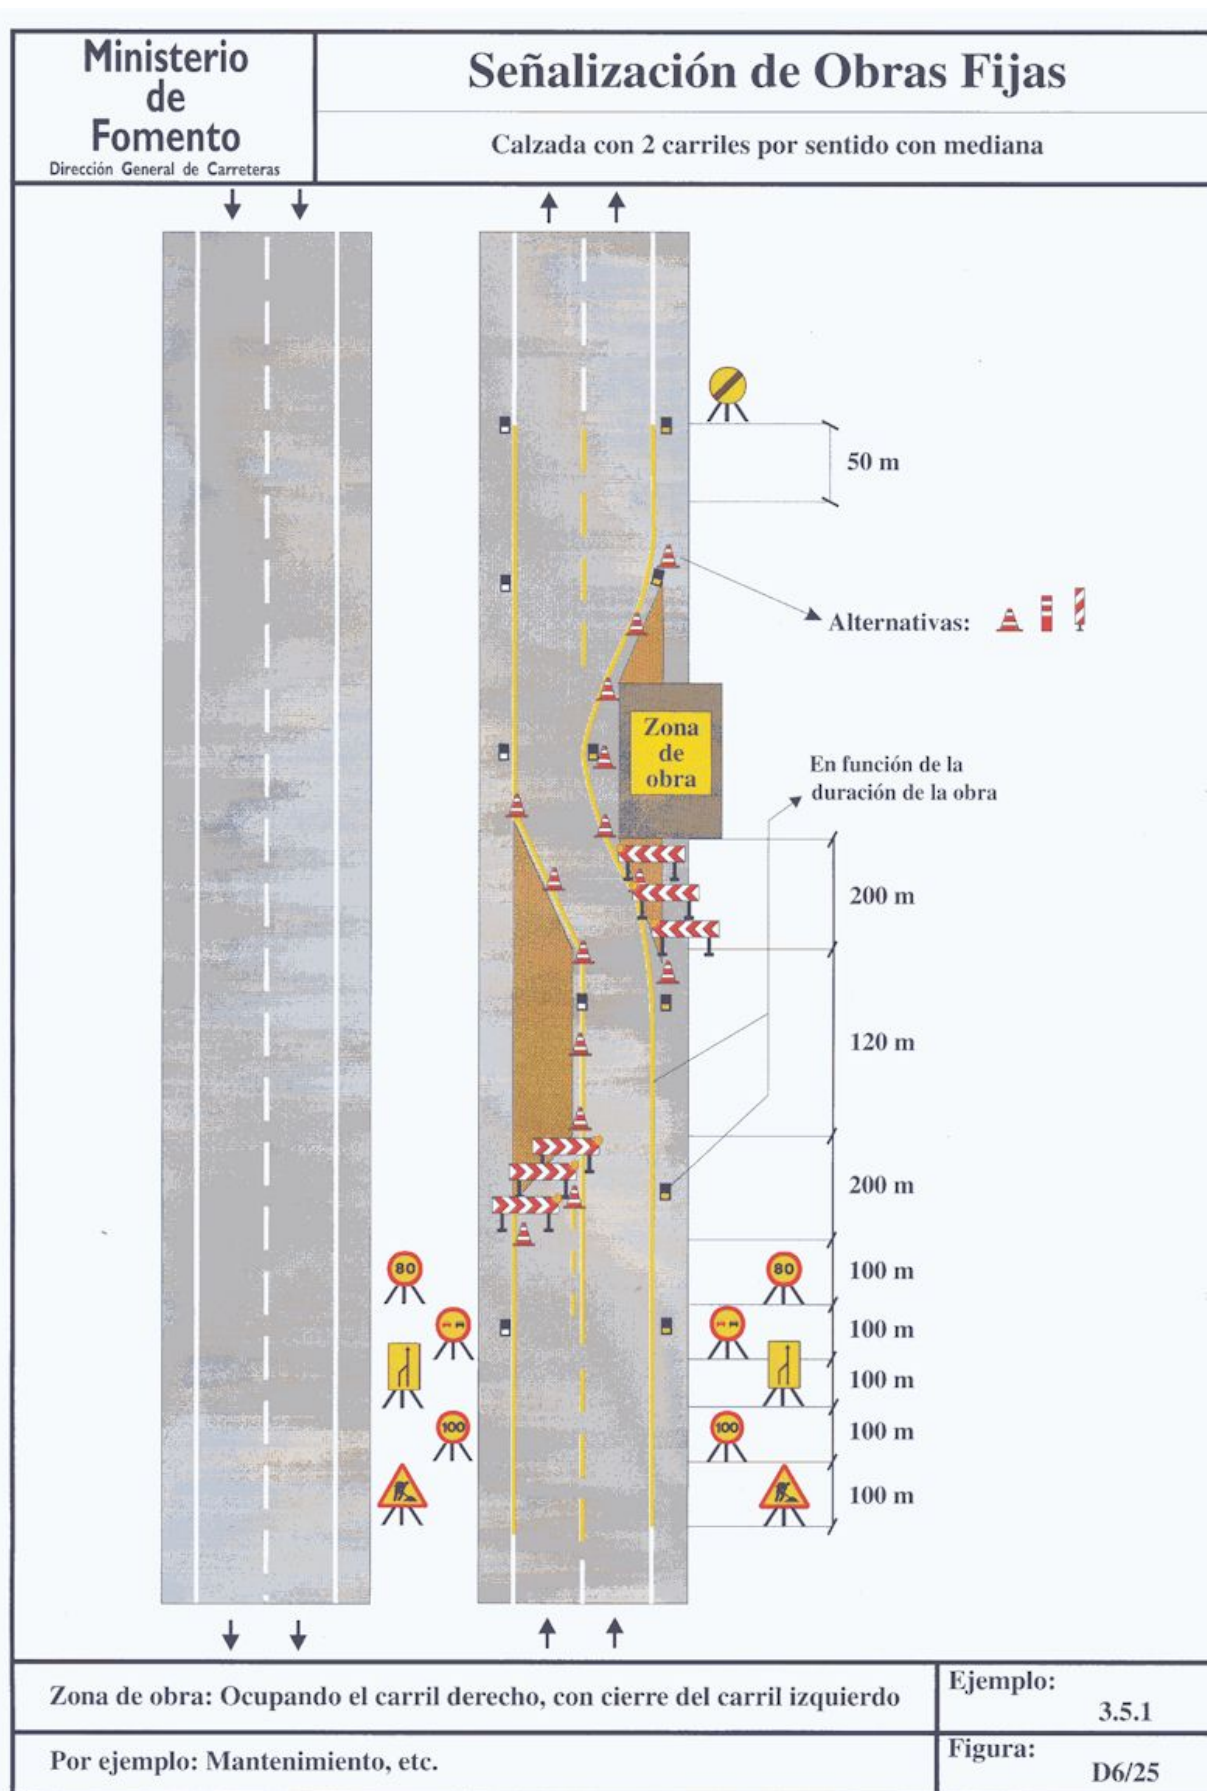 Ministerio
de
Fomento
Dirección General de Carreteras
Señalización de Obras Fijas
Calzada con 2 carriles por sentido con mediana
50 m
Alternativas:
Zona
de
obra
En función de la
duración de la obra
200 m
120 m
200 m
80
80
100 m
100 m
100 m
100
100
100 m
100 m
Zona de obra: Ocupando el carril derecho, con cierre del carril izquierdo
Ejemplo:
3.5.1
Por ejemplo: Mantenimiento, etc.
Figura:
D6/25